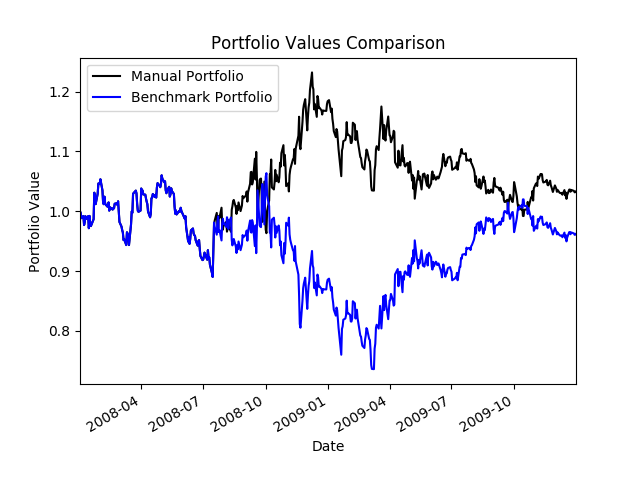 Portfolio Values Comparison
Manual Portfolio
Benchmark Portfolio
Portfolio Value
1.2
1.1
1.0
0.9
0.8
2008-04
2008-07
2008-10
2009-01
2009-04
2009-07
2009-10
Date